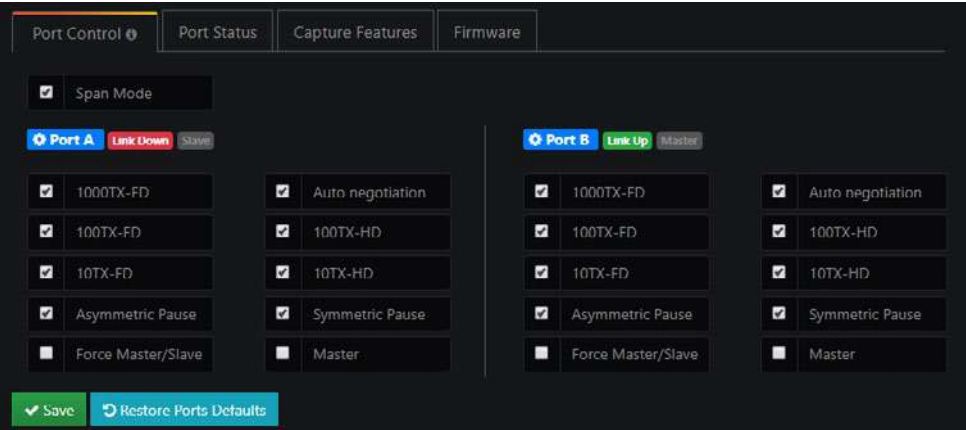 Port Control
Port Status
Capture Features
Firmware
Span Mode
Port A Link Down Slave
1000TX-FD
Auto negotiation
100TX-FD
100TX-HD
10TX-FD
10TX-HD
Asymmetric Pause
Symmetric Pause
Force Master/Slave
Master
Port B Link Up Master
1000TX-FD
Auto negotiation
100TX-FD
100TX-HD
10TX-FD
10TX-HD
Asymmetric Pause
Symmetric Pause
Force Master/Slave
Master
Save
Restore Ports Defaults